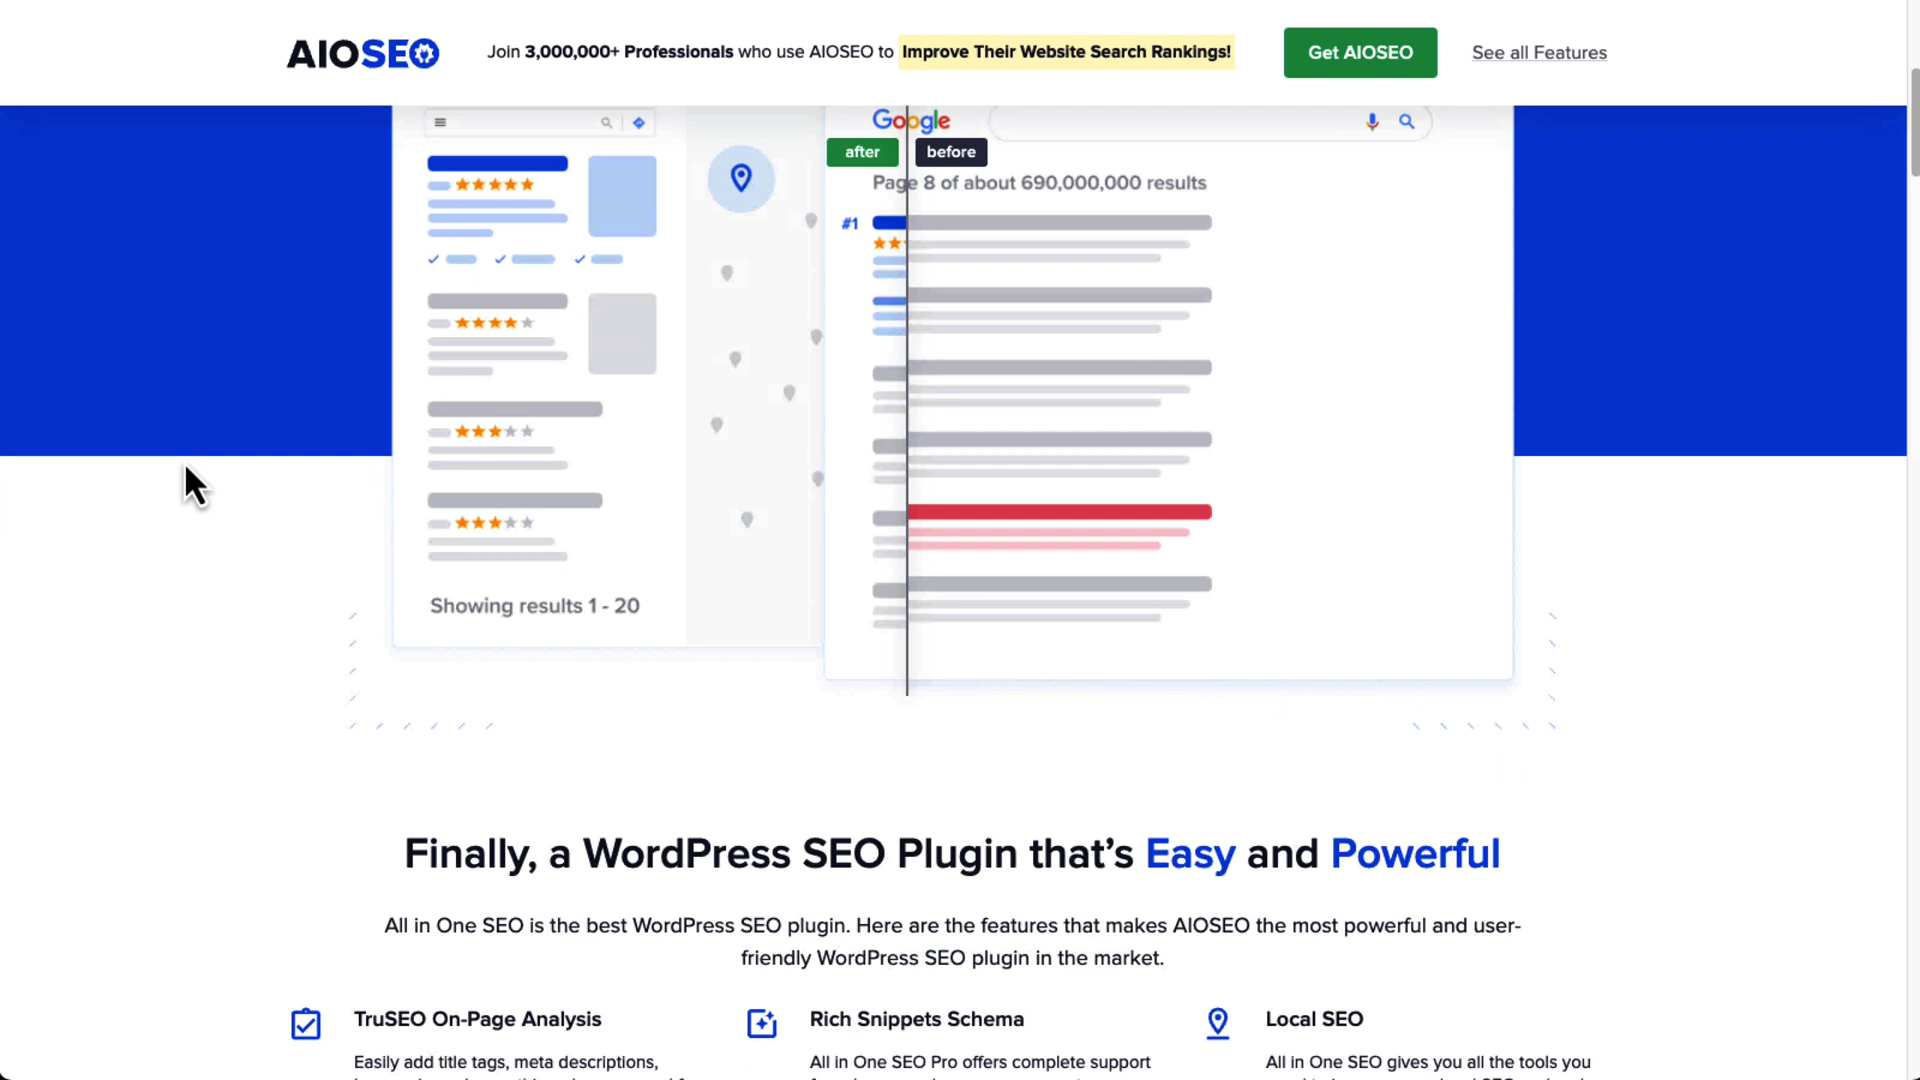 AIOSEO
Join 3,000,000+ Professionals who use AIOSEO to Improve Their Website Search Rankings!
Get AIOSEO
See all Features
Google
after
before
Page 8 of about 690,000,000 results
#1
Showing results 1 - 20
Finally, a WordPress SEO Plugin that’s Easy and Powerful
All in One SEO is the best WordPress SEO plugin. Here are the features that makes AIOSEO the most powerful and user-
friendly WordPress SEO plugin in the market.
TruSEO On-Page Analysis
Easily add title tags, meta descriptions,
Rich Snippets Schema
All in One SEO Pro offers complete support
Local SEO
All in One SEO gives you all the tools you